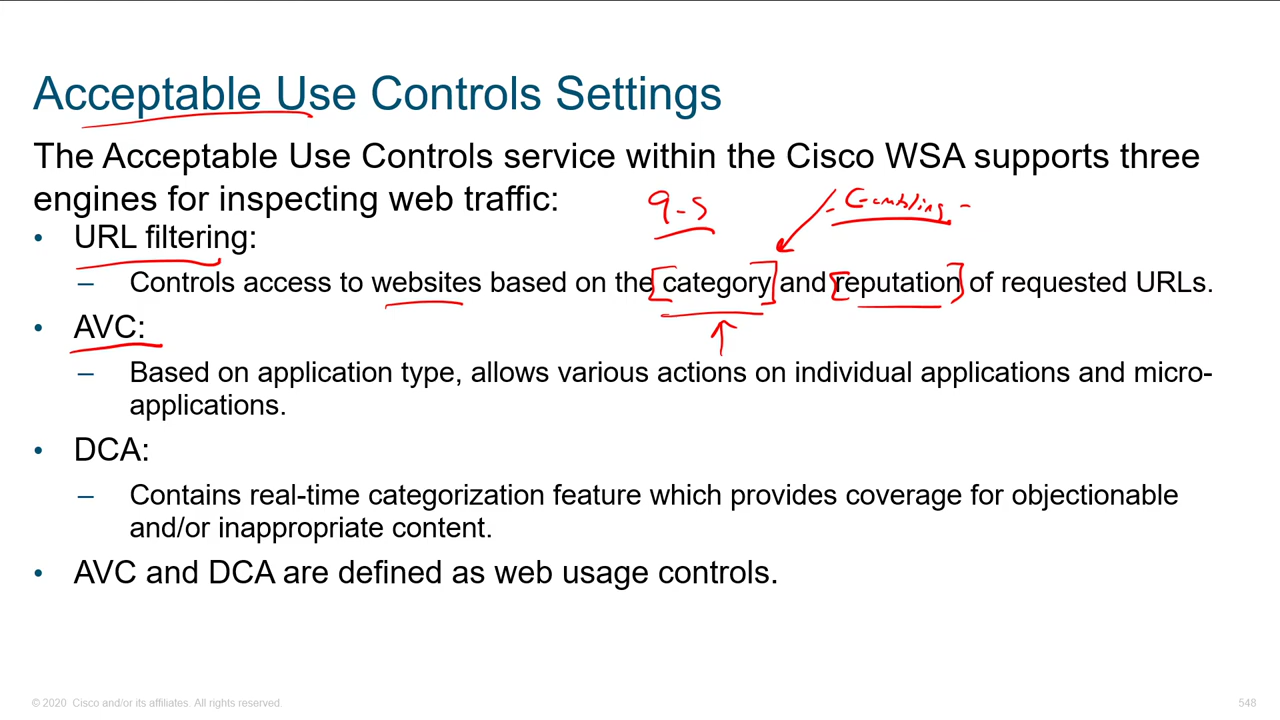 Acceptable Use Controls Settings
The Acceptable Use Controls service within the Cisco WSA supports three
engines for inspecting web traffic:
9-5
- Gambling -
• URL filtering:
– Controls access to websites based on the [category] and [reputation] of requested URLs.
• AVC:
– Based on application type, allows various actions on individual applications and micro-
applications.
• DCA:
– Contains real-time categorization feature which provides coverage for objectionable
and/or inappropriate content.
• AVC and DCA are defined as web usage controls.
© 2020 Cisco and/or its affiliates. All rights reserved.
548